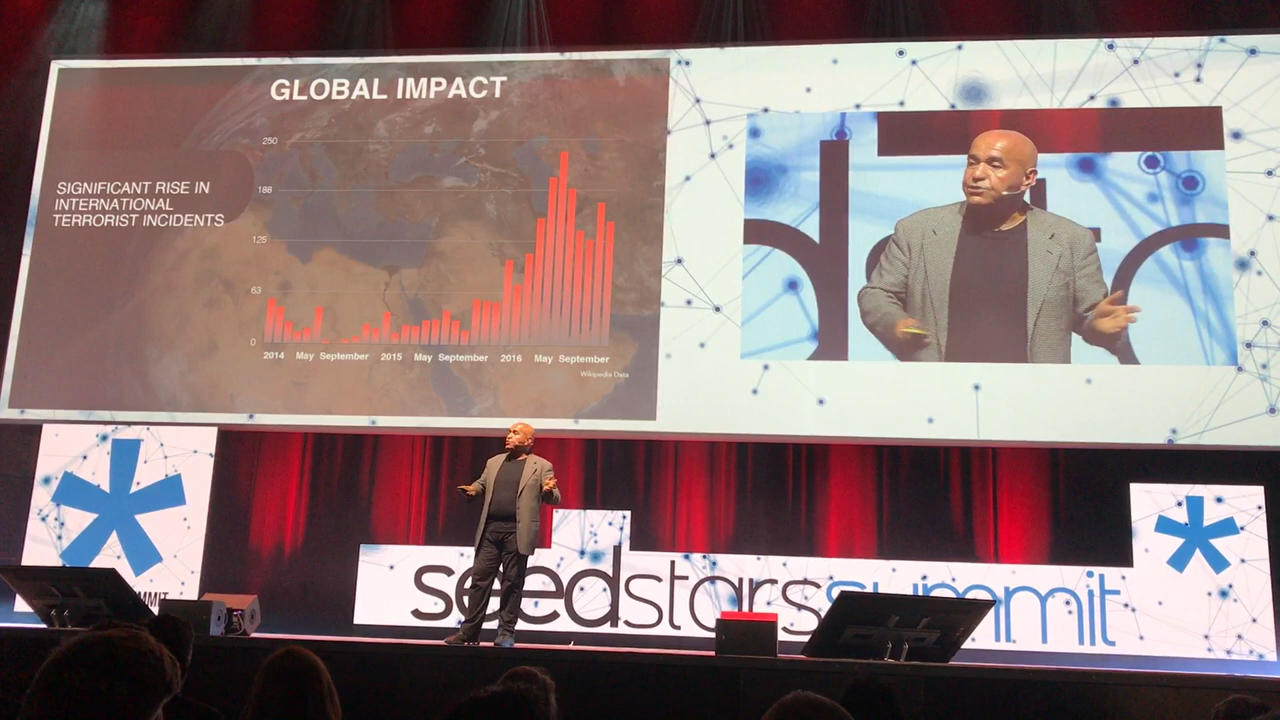 GLOBAL IMPACT
SIGNIFICANT RISE IN
INTERNATIONAL
TERRORIST INCIDENTS
250
188
125
63
0
2014 May September 2015 May September 2016 May September
Wikipedia Data
seedstarssummit